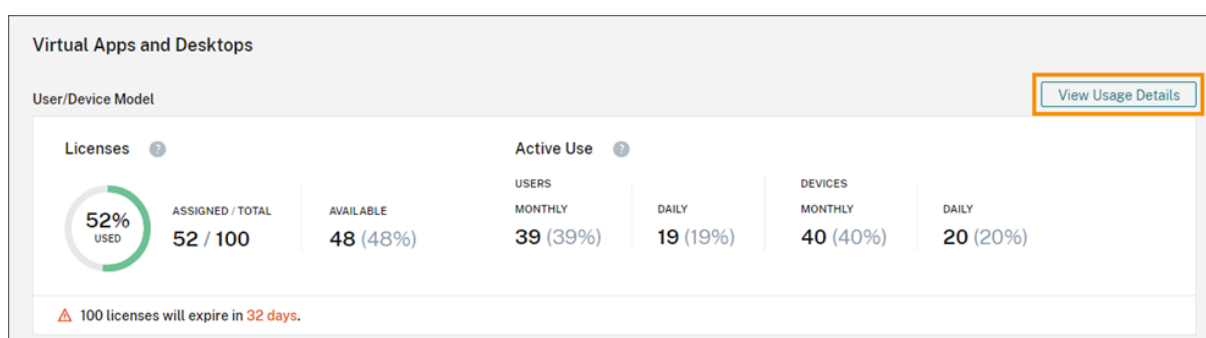 Virtual Apps and Desktops
User/Device Model
View Usage Details
Licenses ?
52%
USED
ASSIGNED / TOTAL
52 / 100
AVAILABLE
48 (48%)
Active Use ?
USERS
MONTHLY
39 (39%)
DAILY
19 (19%)
DEVICES
MONTHLY
40 (40%)
DAILY
20 (20%)
100 licenses will expire in 32 days.